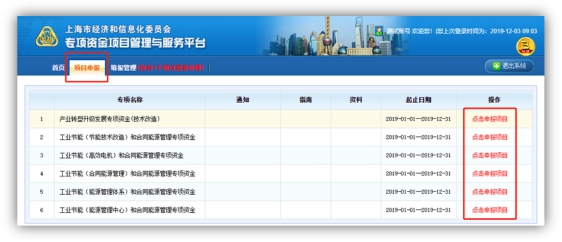 上海市经济和信息化委员会
专项资金项目管理与服务平台
测试账号 欢迎您! 您上次登录时间为: 2019-12-03 09:03
首页 项目申报 填报管理
退出系统
专项名称 通知 指南 资料 起止日期 操作
1 产业转型升级发展专项资金(技术改造) 2019-01-01--2019-12-31 点击申报项目
2 工业节能(节能技术改造)和合同能源管理专项资金 2019-01-01--2019-12-31 点击申报项目
3 工业节能(高效电机)和合同能源管理专项资金 2019-01-01--2019-12-31 点击申报项目
4 工业节能(合同能源管理)和合同能源管理专项资金 2019-01-01--2019-12-31 点击申报项目
5 工业节能(能源管理体系)和合同能源管理专项资金 2019-01-01--2019-12-31 点击申报项目
6 工业节能(能源管理中心)和合同能源管理专项资金 2019-01-01--2019-12-31 点击申报项目